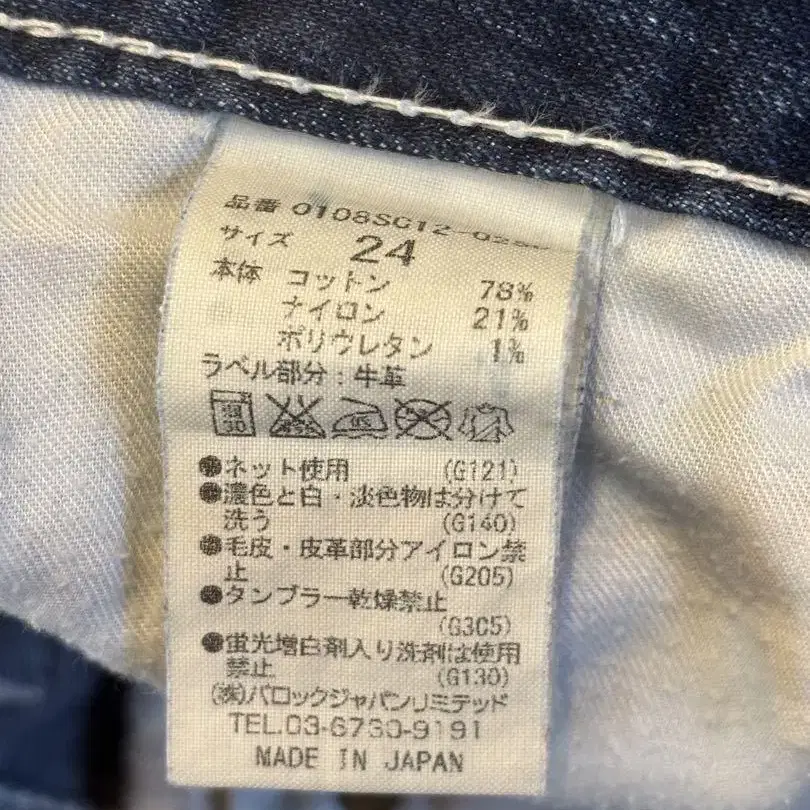 品番 0108SC12-
サイズ 24
本体 コットン 78%
ナイロン 21%
ポリウレタン 1%
ラベル部分：牛革
●ネット使用 (G121)
●濃色と白・淡色物は分けて
洗う (G140)
●毛皮・皮革部分アイロン禁
止 (G205)
●タンブラー乾燥禁止
(G305)
●蛍光増白剤入り洗剤は使用
禁止 (G130)
(株)バロックジャパンリミテッド
TEL.03-6730-9191
MADE IN JAPAN